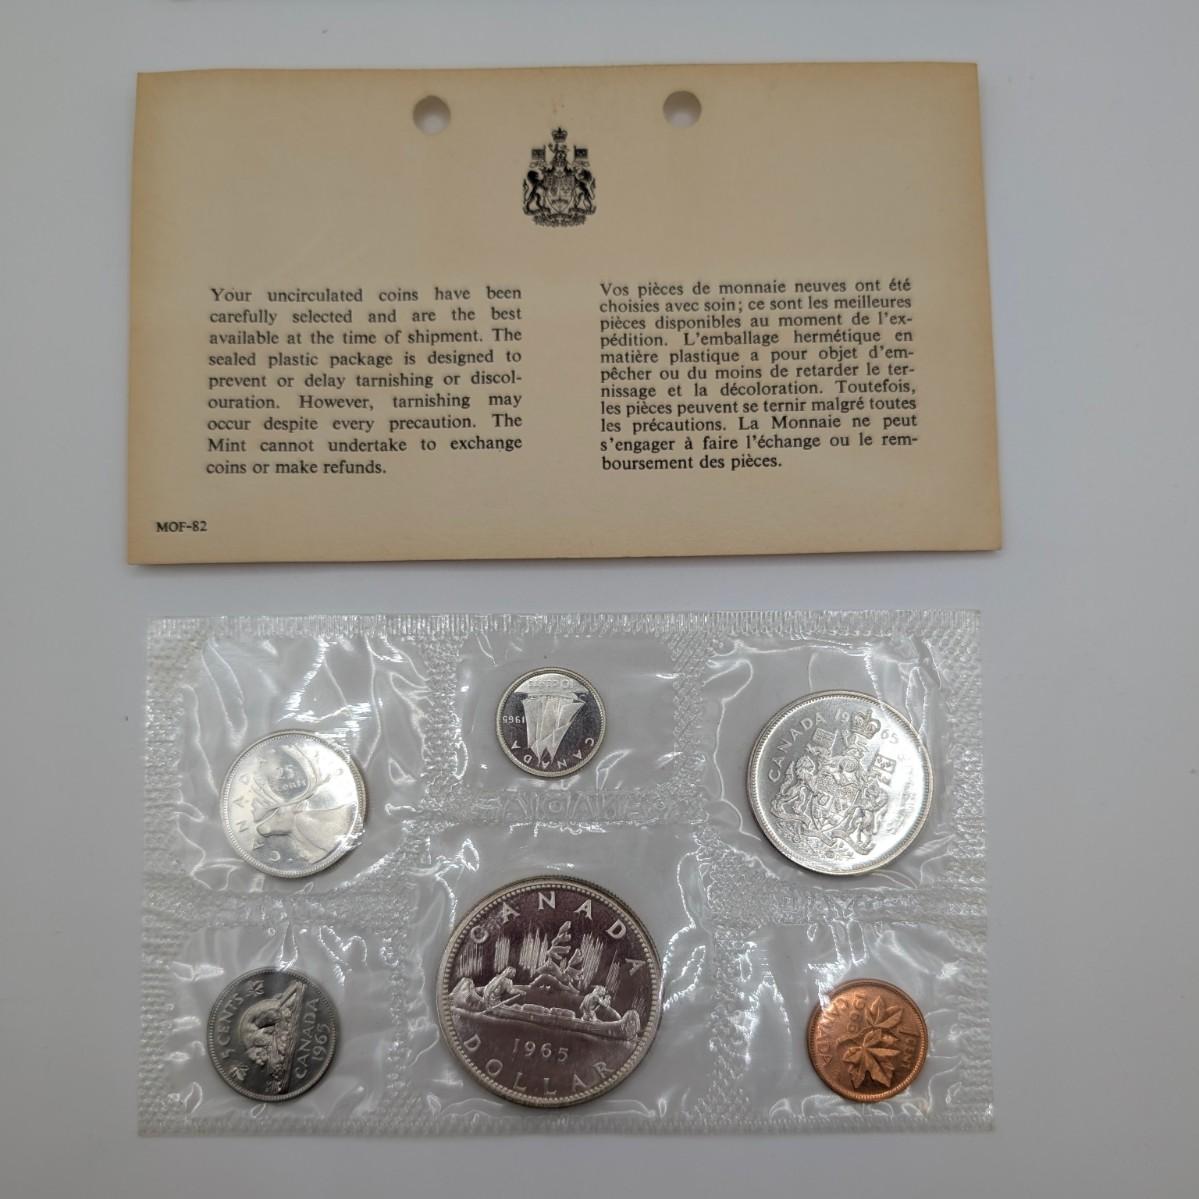 Your uncirculated coins have been
carefully selected and are the best
available at the time of shipment. The
sealed plastic package is designed to
prevent or delay tarnishing or discol-
ouration. However, tarnishing may
occur despite every precaution. The
Mint cannot undertake to exchange
coins or make refunds.
Vos pièces de monnaie neuves ont été
choisies avec soin; ce sont les meilleures
pièces disponibles au moment de l'ex-
pédition. L'emballage hermétique en
matière plastique a pour objet d'em-
pêcher ou du moins de retarder le ter-
nissage et la décoloration. Toutefois,
les pièces peuvent se ternir malgré toutes
les précautions. La Monnaie ne peut
s'engager à faire l'échange ou le rem-
boursement des pièces.
MOF-82
CANADA
1965
CANADA 1965
25
CENTS
CANADA
CANADA
1965
DOLLAR
5 CENTS
CANADA
1965
CANADA